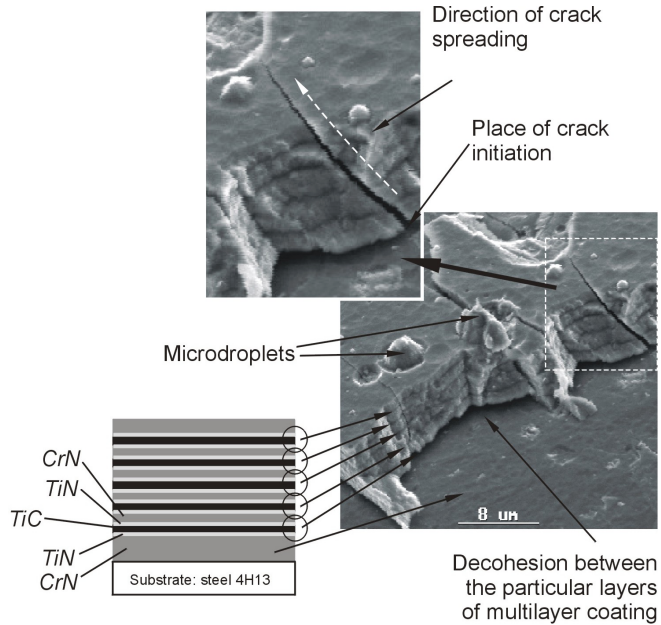 Direction of crack
spreading
Place of crack
initiation
Microdroplets
CrN
TiN
TiC
TiN
CrN
Substrate: steel 4H13
8 um
Decohesion between
the particular layers
of multilayer coating